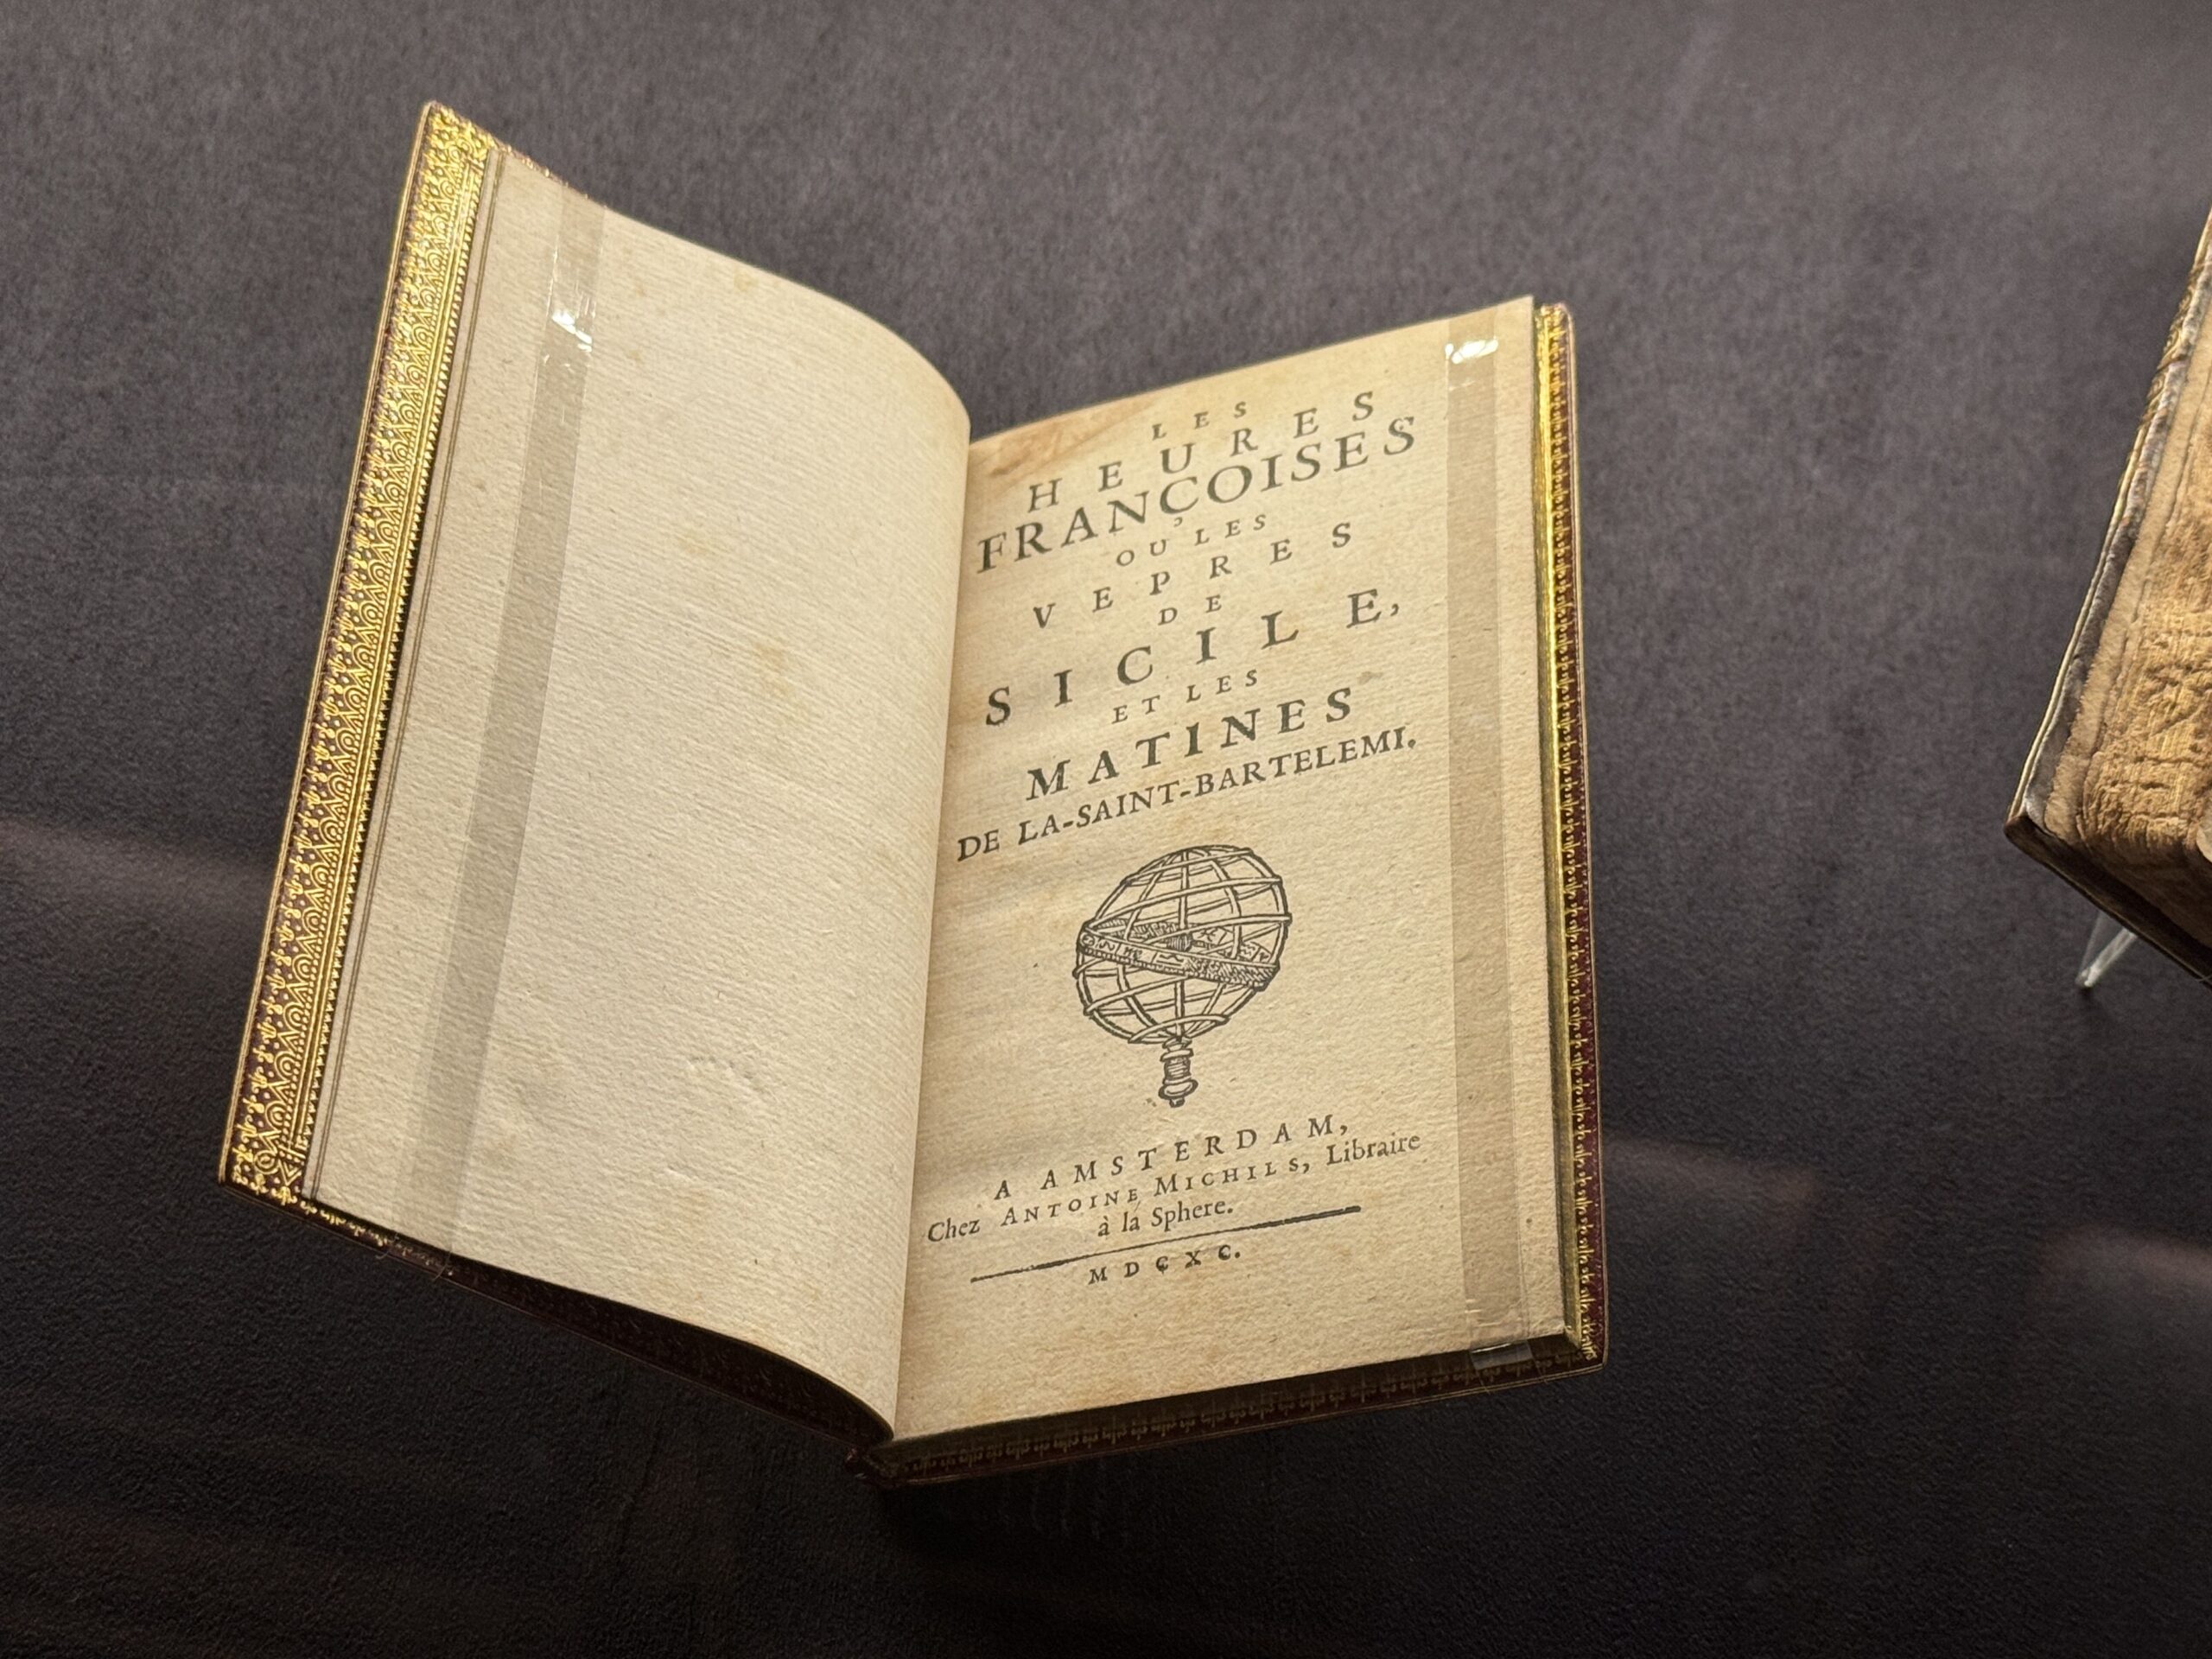 LES
HEURES
FRANÇOISES
OU LES
VEPRES
DE
SICILE,
ET LES
MATINES
DE LA-SAINT-BARTELEMI.
A AMSTERDAM,
Chez ANTOINE MICHILS, Libraire
à la Sphere.
MDCXC.